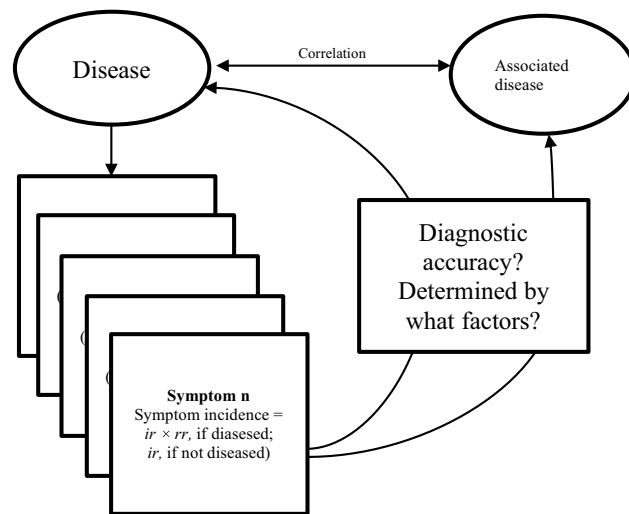 Correlation
Disease
Associated
disease
Diagnostic
accuracy?
Determined by
what factors?
(
(
(
Symptom n
Symptom incidence =
ir × rr, if diasesed;
ir, if not diseased)